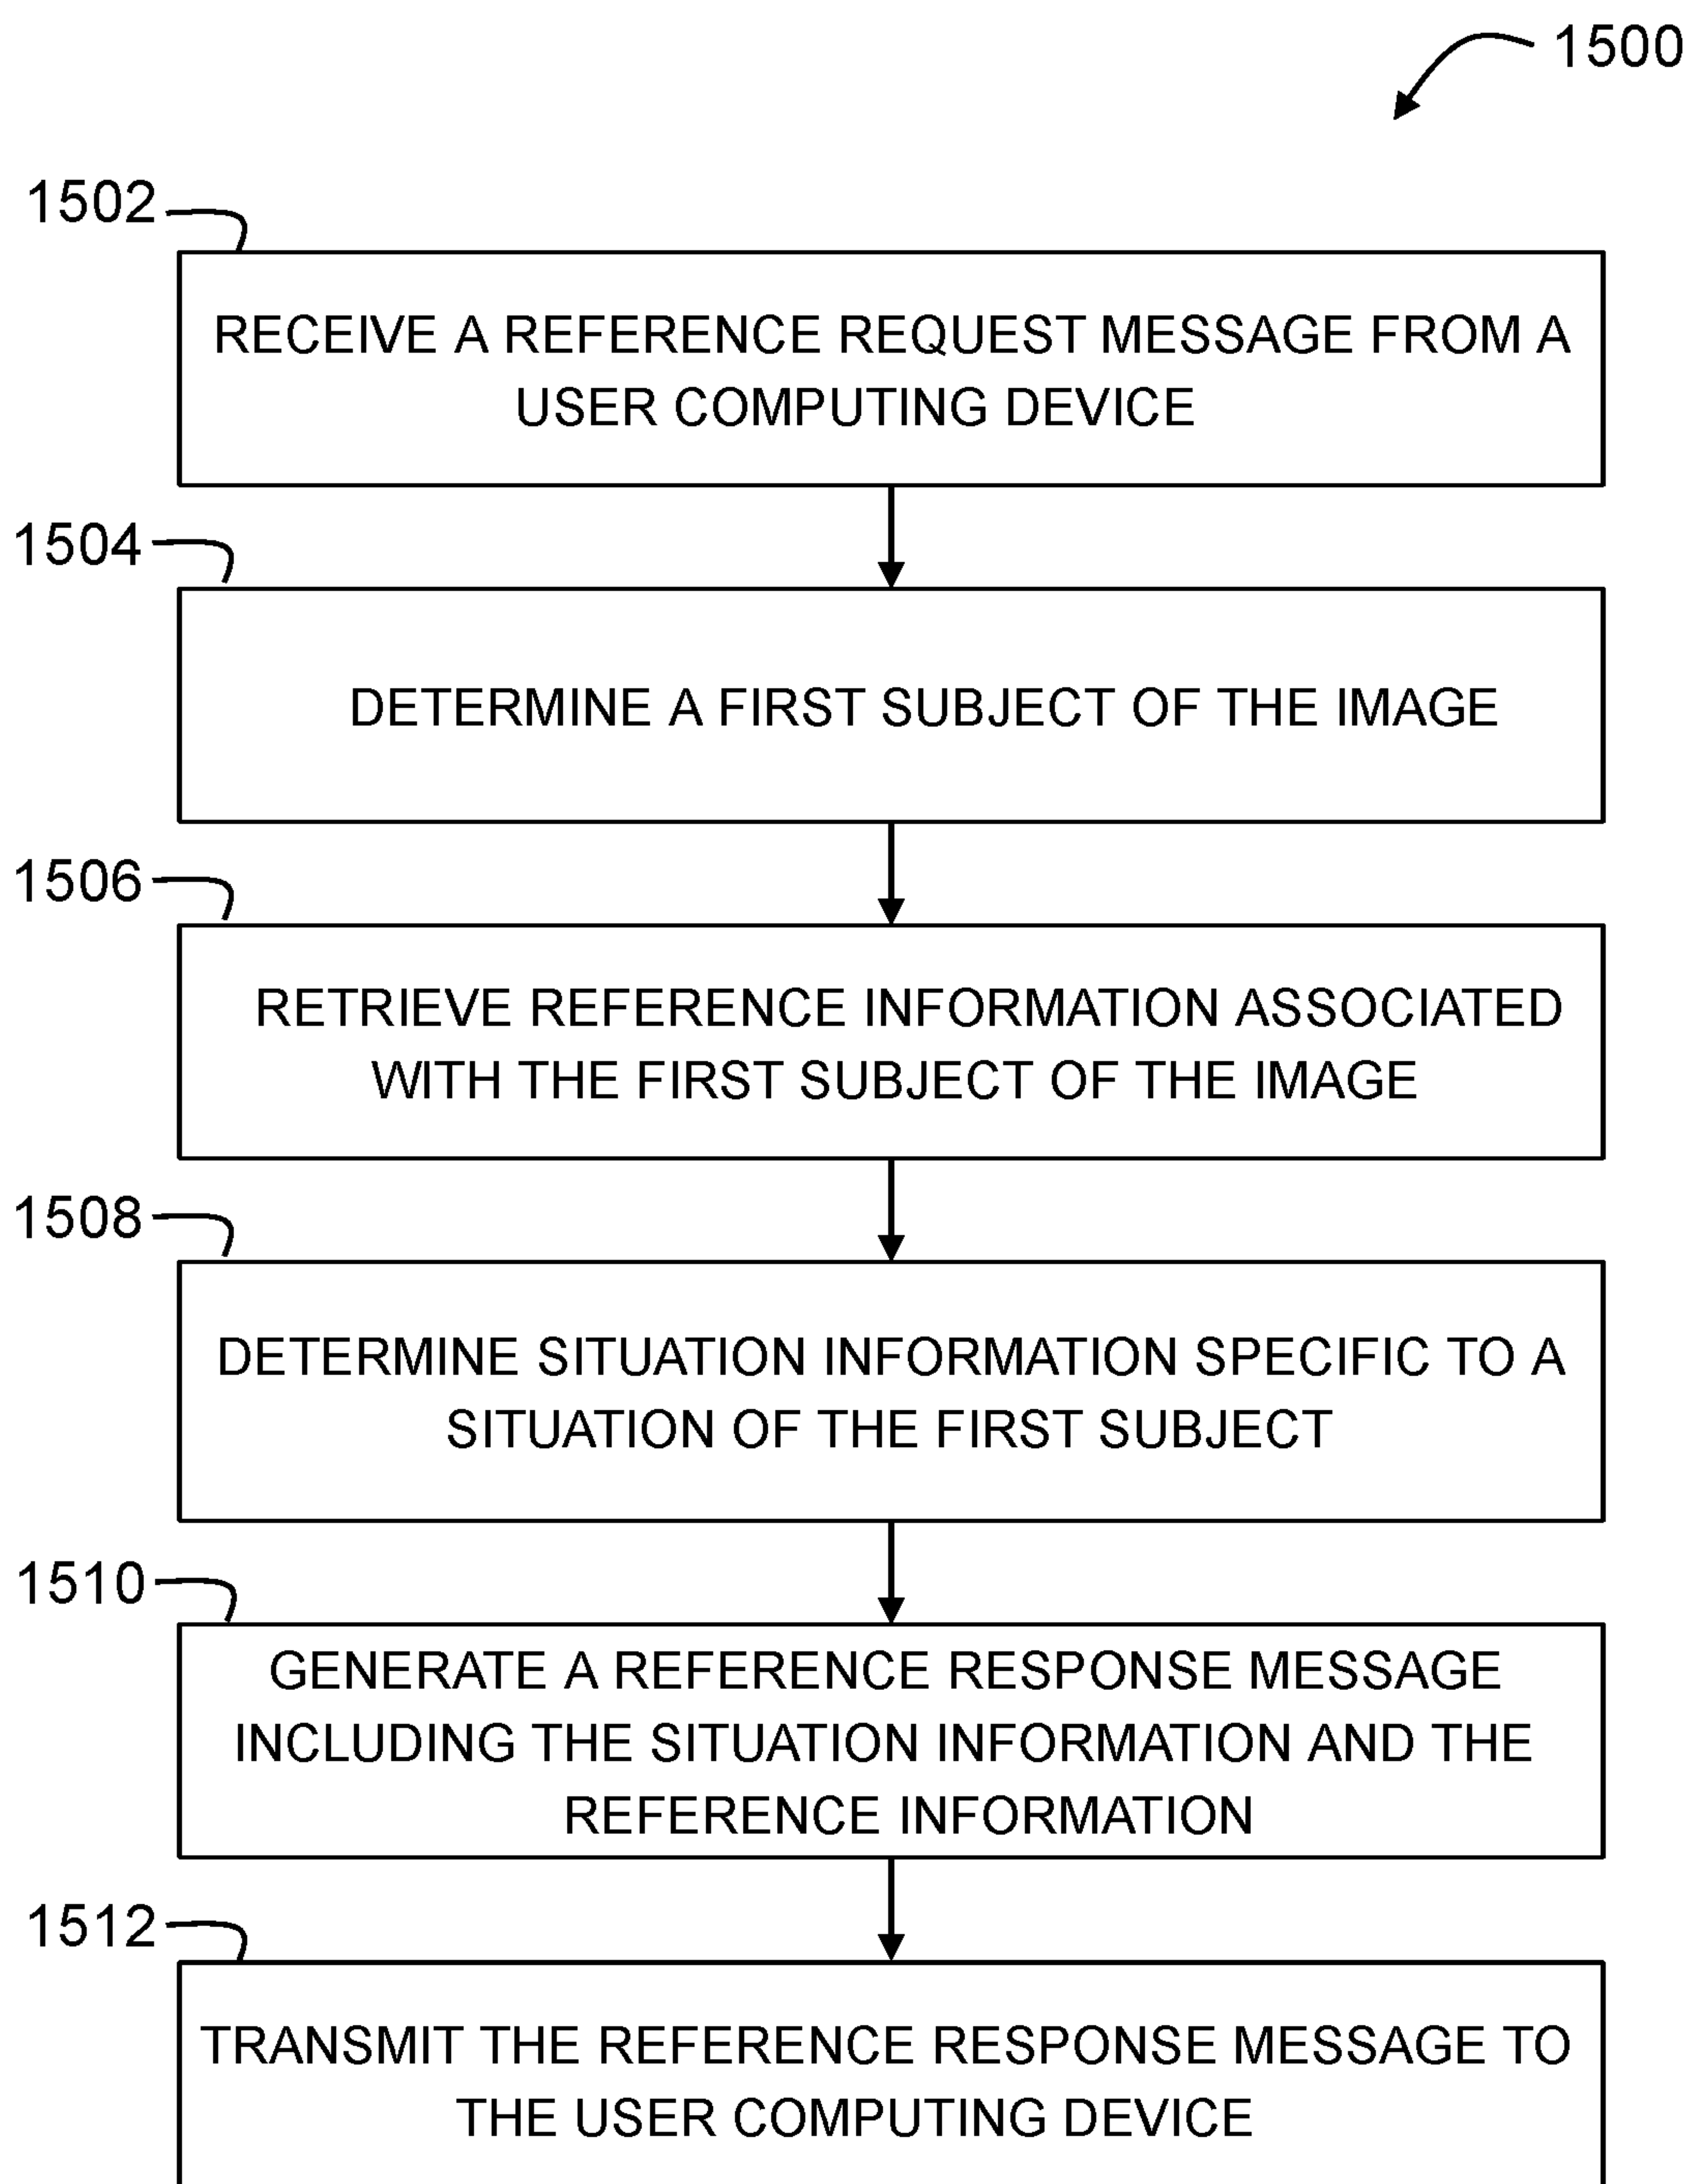 1500
1502
RECEIVE A REFERENCE REQUEST MESSAGE FROM A
USER COMPUTING DEVICE
1504
DETERMINE A FIRST SUBJECT OF THE IMAGE
1506
RETRIEVE REFERENCE INFORMATION ASSOCIATED
WITH THE FIRST SUBJECT OF THE IMAGE
1508
DETERMINE SITUATION INFORMATION SPECIFIC TO A
SITUATION OF THE FIRST SUBJECT
1510
GENERATE A REFERENCE RESPONSE MESSAGE
INCLUDING THE SITUATION INFORMATION AND THE
REFERENCE INFORMATION
1512
TRANSMIT THE REFERENCE RESPONSE MESSAGE TO
THE USER COMPUTING DEVICE